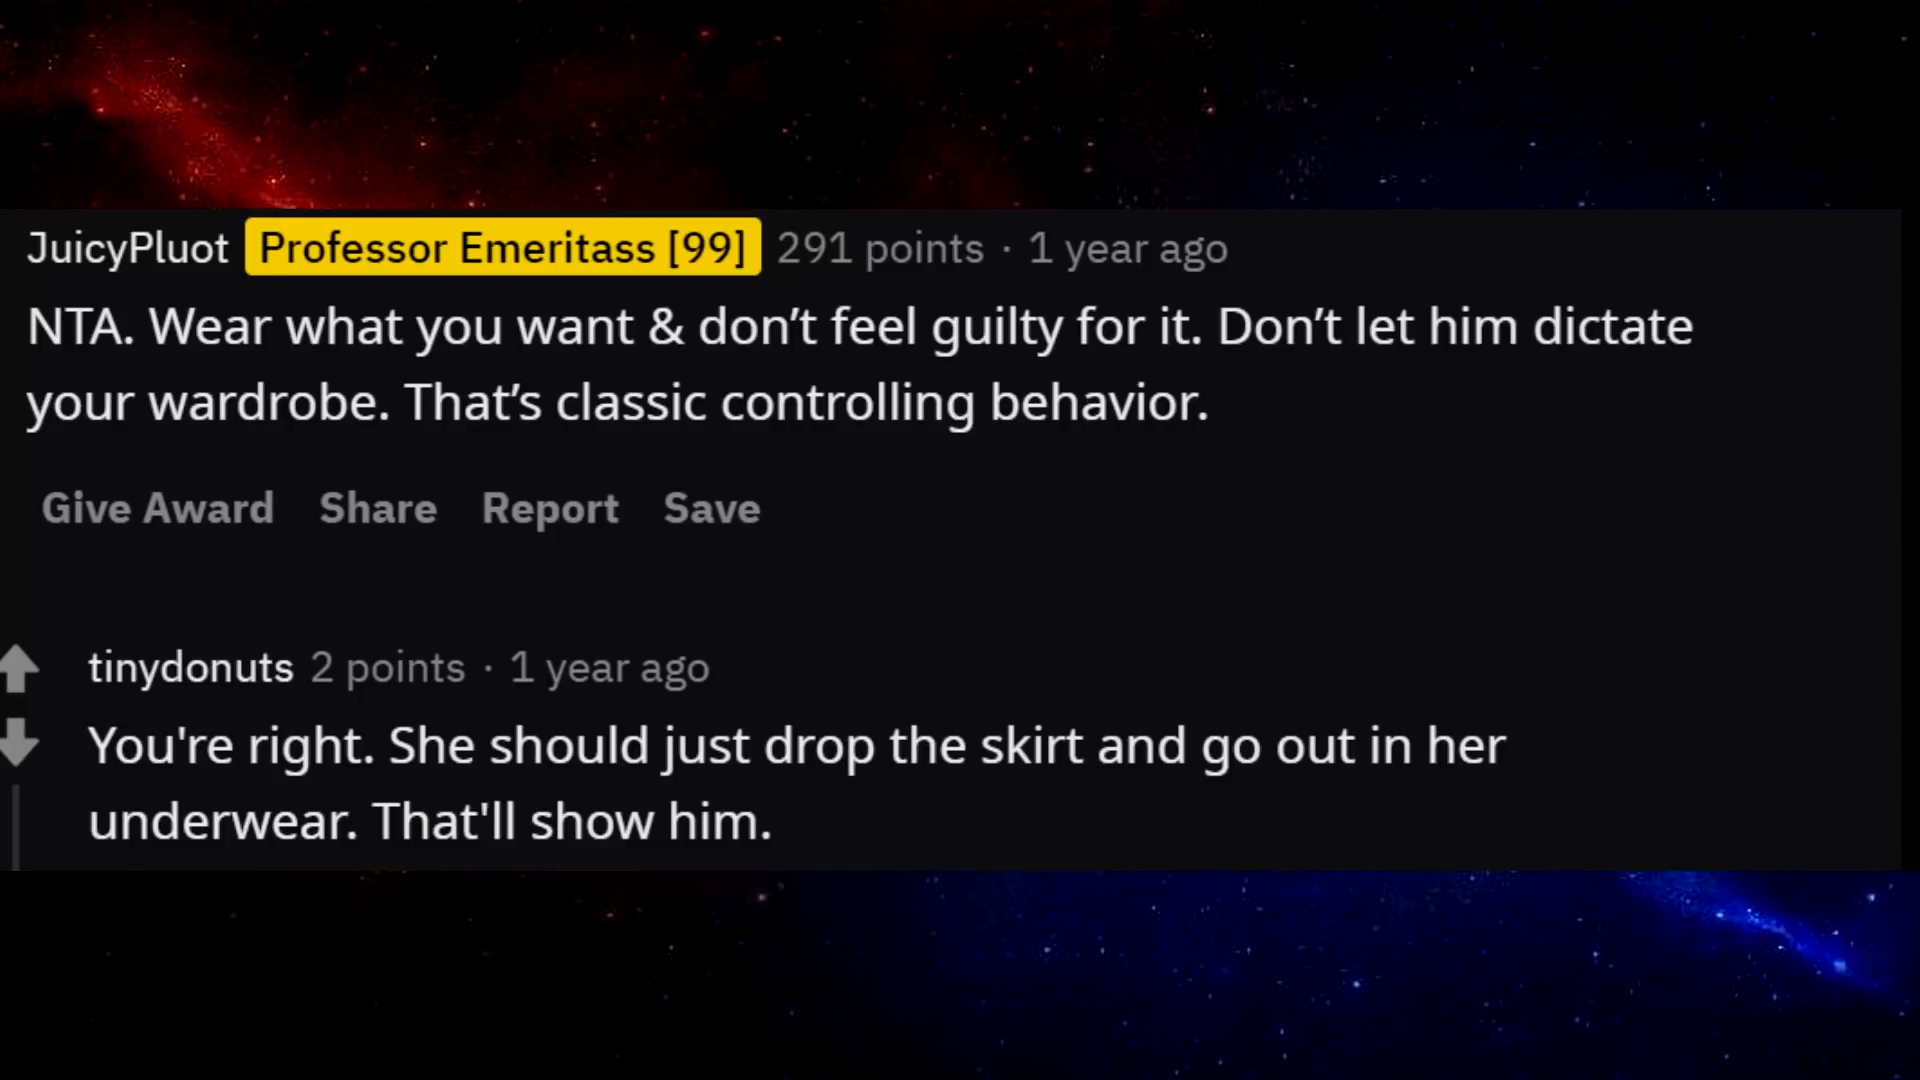 JuicyPluot Professor Emeritass [99] 291 points · 1 year ago
NTA. Wear what you want & don’t feel guilty for it. Don’t let him dictate
your wardrobe. That’s classic controlling behavior.
Give Award Share Report Save
tinydonuts 2 points · 1 year ago
You're right. She should just drop the skirt and go out in her
underwear. That'll show him.